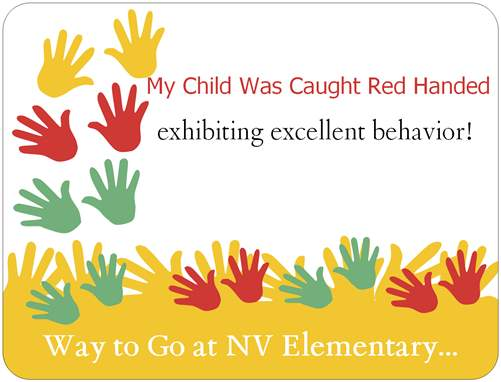 My Child Was Caught Red Handed
exhibiting excellent behavior!
Way to Go at NV Elementary...